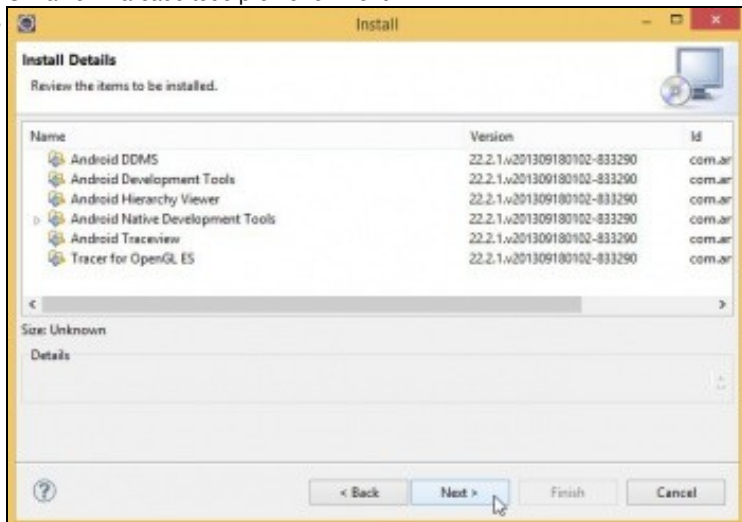 Install
Install Details
Review the items to be installed.
Name Version Id
Android DDMS 22.2.1.v201309180102-833290 com.ar
Android Development Tools 22.2.1.v201309180102-833290 com.ar
Android Hierarchy Viewer 22.2.1.v201309180102-833290 com.ar
Android Native Development Tools 22.2.1.v201309180102-833290 com.ar
Android Traceview 22.2.1.v201309180102-833290 com.ar
Tracer for OpenGL ES 22.2.1.v201309180102-833290 com.ar
Size: Unknown
Details
< Back Next > Finish Cancel